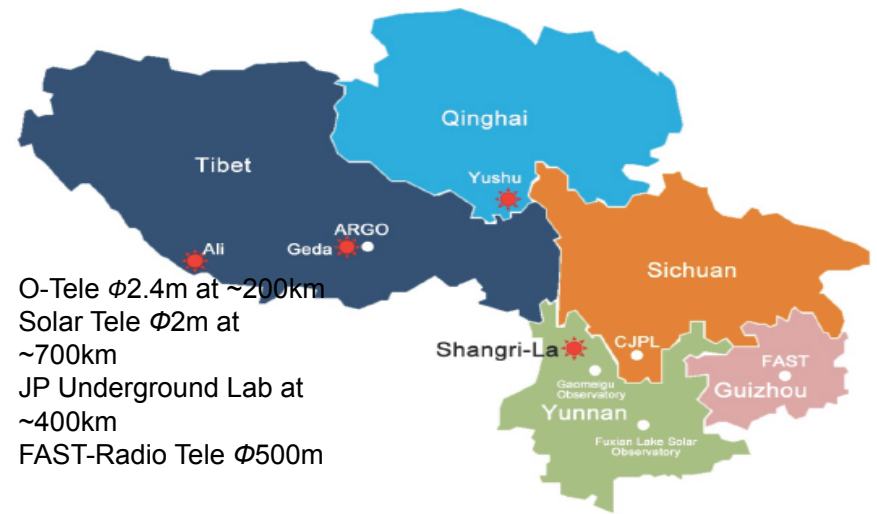 Qinghai
Tibet
Yushu
ARGO
Ali
Geda
Sichuan
O-Tele Φ2.4m at ~200km
Solar Tele Φ2m at
~700km
JP Underground Lab at
~400km
FAST-Radio Tele Φ500m
Shangri-La
CJPL
FAST
Gaomeigu
Observatory
Guizhou
Yunnan
Fuxian Lake Solar
Observatory